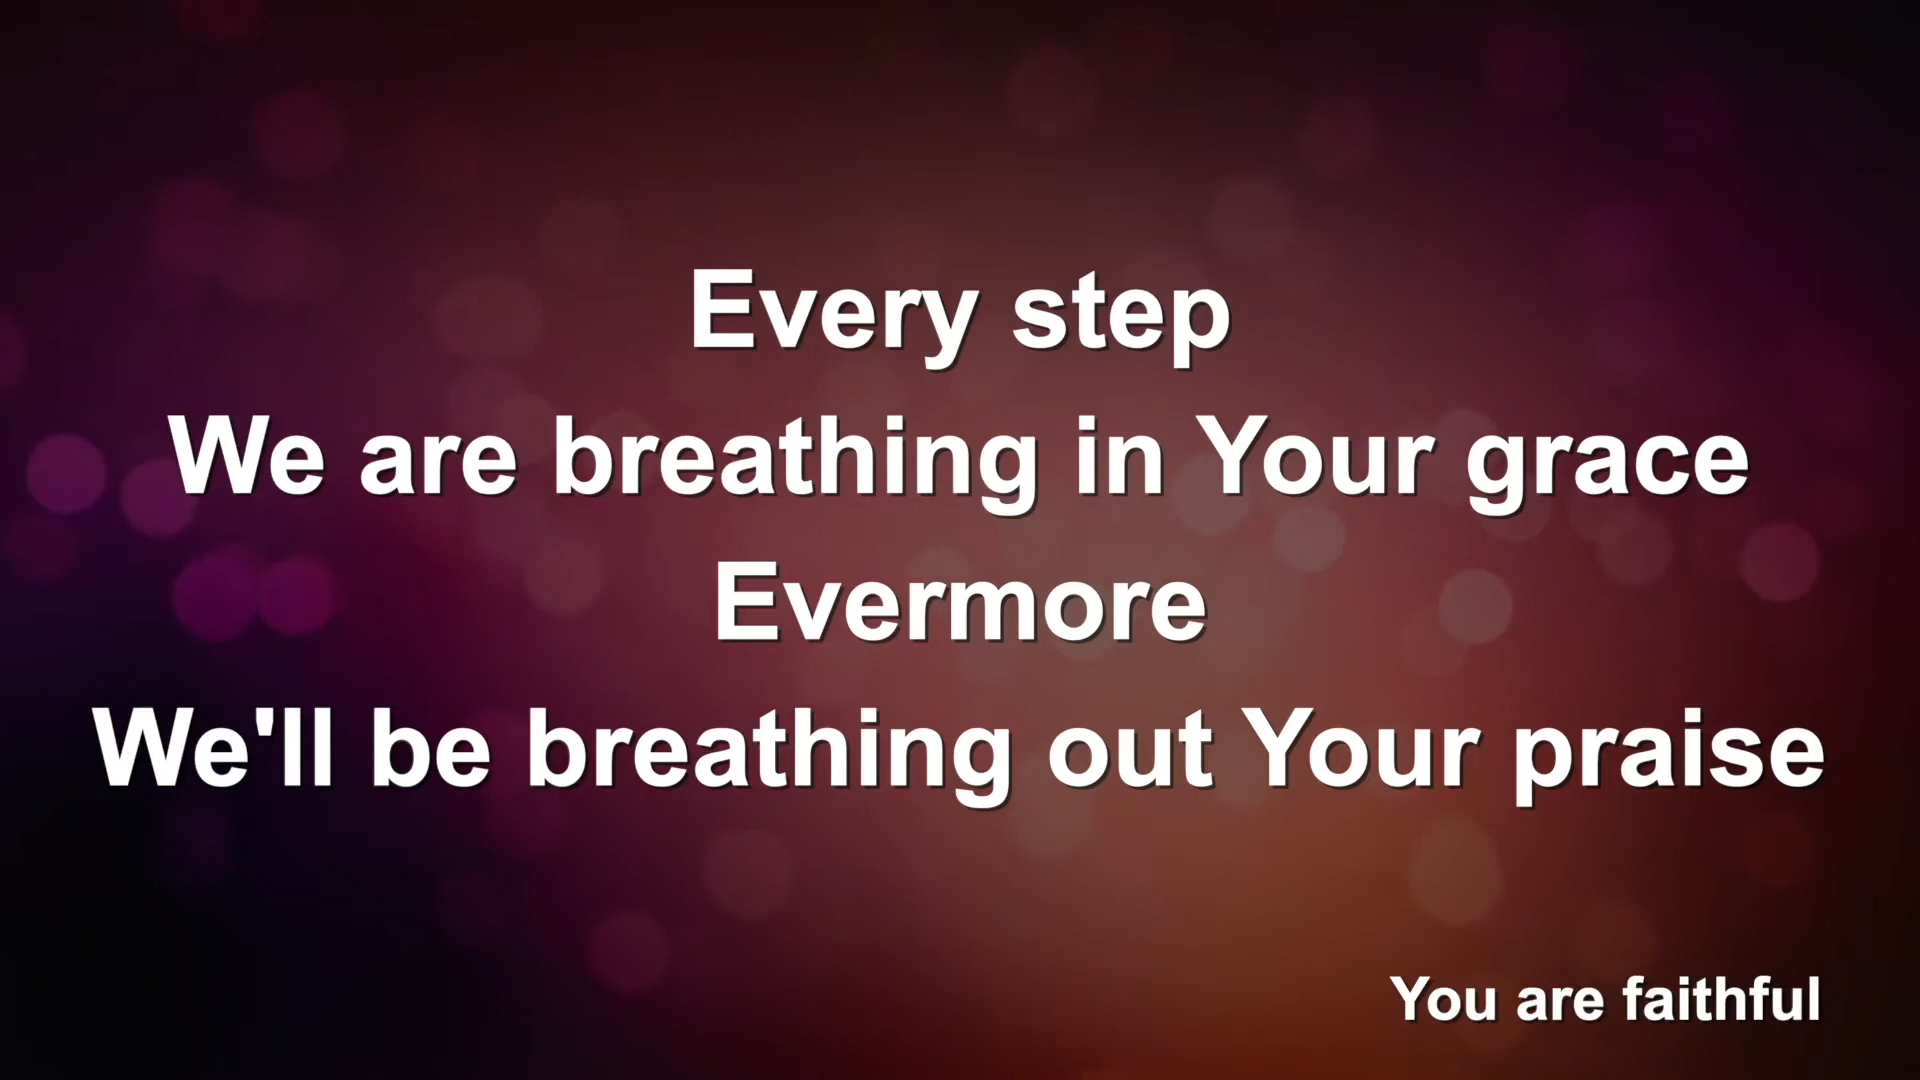 Every step
We are breathing in Your grace
Evermore
We'll be breathing out Your praise
You are faithful